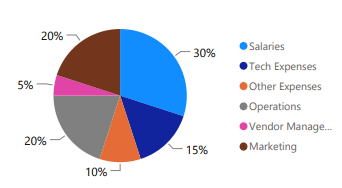 20%
30%
5%
20%
15%
10%
Salaries
Tech Expenses
Other Expenses
Operations
Vendor Manage...
Marketing